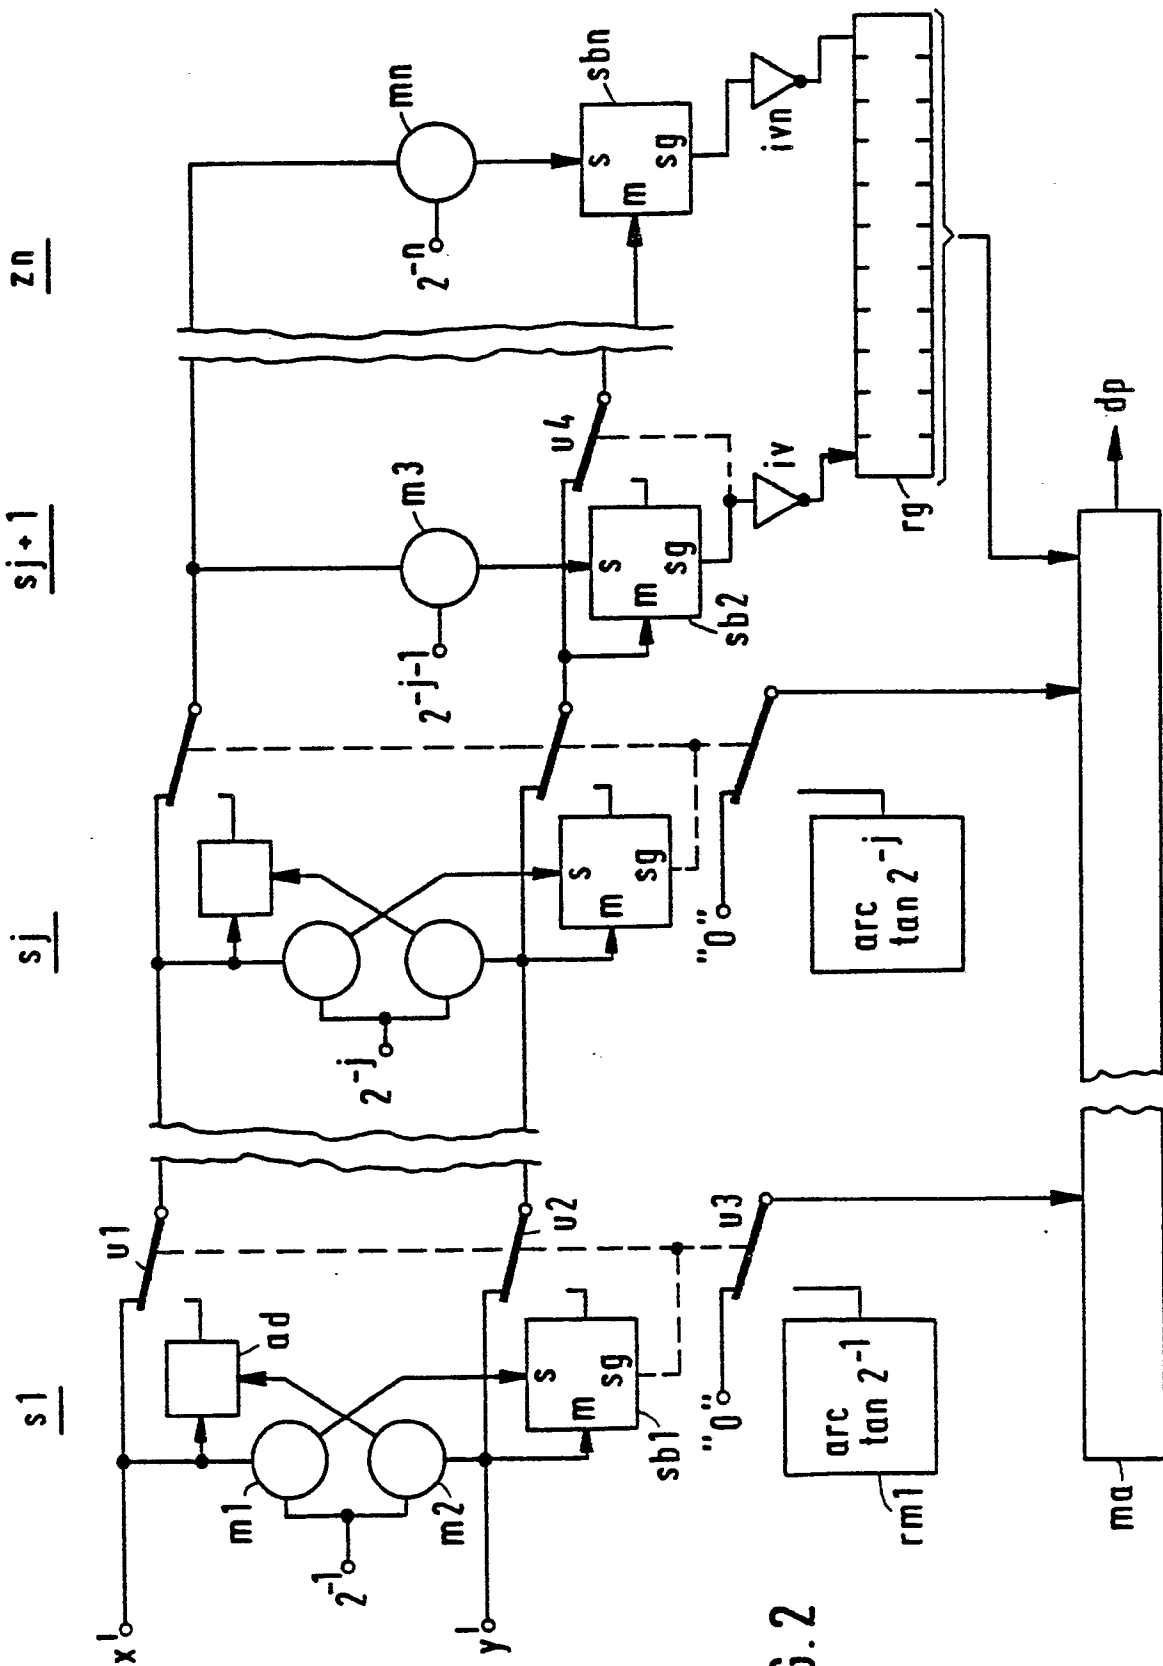 s1
sj
sj+1
zn
x'
y'
u1
ad
m1
m2
2⁻¹
u2
s
m
sg
sb1
"0"
u3
arc
tan 2⁻¹
rm1
2⁻ʲ
s
m
sg
"0"
arc
tan 2⁻ʲ
m3
2⁻ʲ⁻¹
u4
s
m
sg
sb2
iv
mn
2⁻ⁿ
s
m
sg
sbn
ivn
rg
ma
dp
G.2